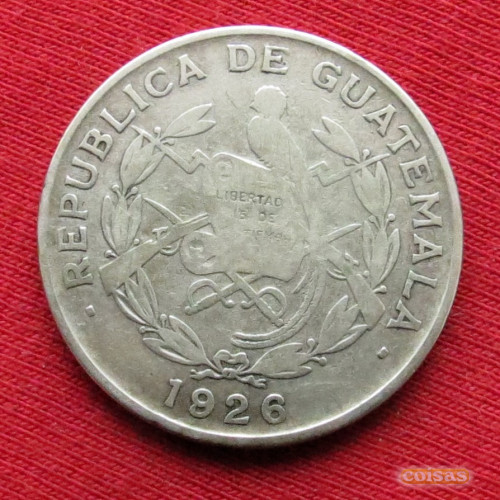 REPUBLICA DE GUATEMALA
LIBERTAD
15 DE
1926
coisas